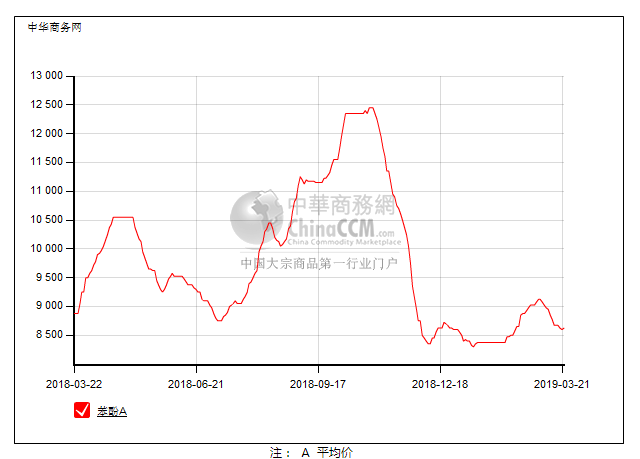 中华商务网
13 000
12 500
12 000
11 500
11 000
10 500
10 000
9 500
9 000
8 500
中華商務網
ChinaCCM.com
China Commodity Marketplace
中国大宗商品第一行业门户
2018-03-22 2018-06-21 2018-09-17 2018-12-18 2019-03-21
苯酚A
注： A 平均价